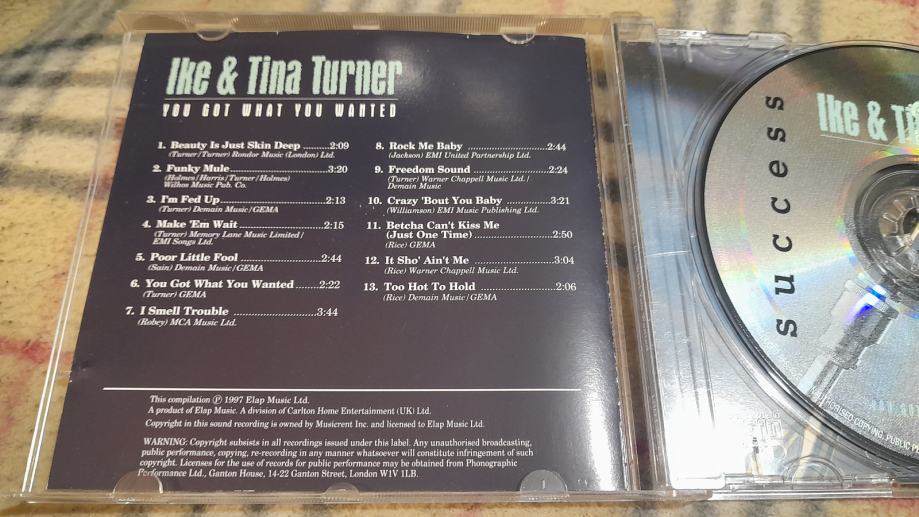 Ike & Tina Turner
YOU GOT WHAT YOU WANTED
1. Beauty Is Just Skin Deep ..........2:09
(Turner/Turner) Rondor Music (London) Ltd.
2. Funky Mule ..........3:20
(Holmes/Harris/Turner/Holmes)
Wilhos Music Pub. Co.
3. I'm Fed Up ..........2:13
(Turner) Demain Music/GEMA
4. Make 'Em Wait ..........2:15
(Turner) Memory Lane Music Limited/
EMI Songs Ltd.
5. Poor Little Fool ..........2:44
(Sain) Demain Music/GEMA
6. You Got What You Wanted .......2:22
(Turner) GEMA
7. I Smell Trouble ..........3:44
(Robey) MCA Music Ltd.
8. Rock Me Baby ..........2:44
(Jackson) EMI United Partnership Ltd.
9. Freedom Sound ..........2:24
(Turner) Warner Chappell Music Ltd./
Demain Music
10. Crazy 'Bout You Baby ..........3:21
(Williamson) EMI Music Publishing Ltd.
11. Betcha Can't Kiss Me
(Just One Time) ..........2:50
(Rice) GEMA
12. It Sho' Ain't Me ..........3:04
(Rice) Warner Chappell Music Ltd.
13. Too Hot To Hold ..........2:06
(Rice) Demain Music/GEMA
This compilation ℗ 1997 Elap Music Ltd.
A product of Elap Music. A division of Carlton Home Entertainment (UK) Ltd.
Copyright in this sound recording is owned by Musicrent Inc. and licensed to Elap Music Ltd.
WARNING: Copyright subsists in all recordings issued under this label. Any unauthorised broadcasting,
public performance, copying, re-recording in any manner whatsoever will constitute infringement of such
copyright. Licenses for the use of records for public performance may be obtained from Phonographic
Performance Ltd., Ganton House, 14-22 Ganton Street, London W1V 1LB.
success
Ike & T
COPYING, PUBLIC